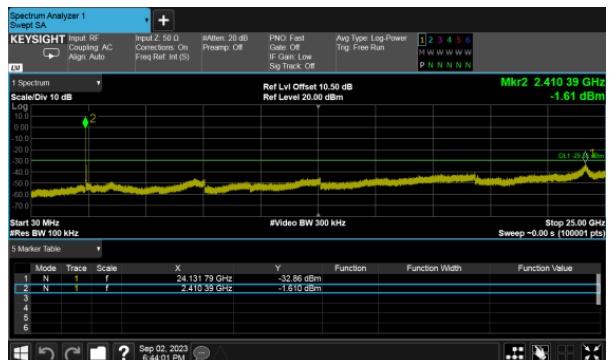 Spectrum Analyzer 1
Swept SA
+
KEYSIGHT Input: RF Input Z: 50 Ω #Atten: 20 dB PNO: Fast Avg Type: Log-Power 1 2 3 4 5 6
Coupling: AC Corrections: On Preamp: Off Gate: Off Trig: Free Run M W W W W W
Align: Auto Freq Ref: Int (S) IF Gain: Low P N N N N N
Sig Track: Off
1 Spectrum
Ref Lvl Offset 10.50 dB Mkr2 2.410 39 GHz
Scale/Div 10 dB Ref Level 20.00 dBm -1.61 dBm
Log
10.0
0.00
-10.0
-20.0
-30.0
-40.0
-50.0
-60.0
-70.0
2
1
Start 30 MHz #Video BW 300 kHz Stop 25.00 GHz
#Res BW 100 kHz Sweep ~0.00 s (100001 pts)
5 Marker Table
Mode Trace Scale X Y Function Function Width Function Value
1 N 1 f 24.131 79 GHz -32.86 dBm
2 N 1 f 2.410 39 GHz -1.610 dBm
3
4
5
6
? Sep 02, 2023
6:44:01 PM